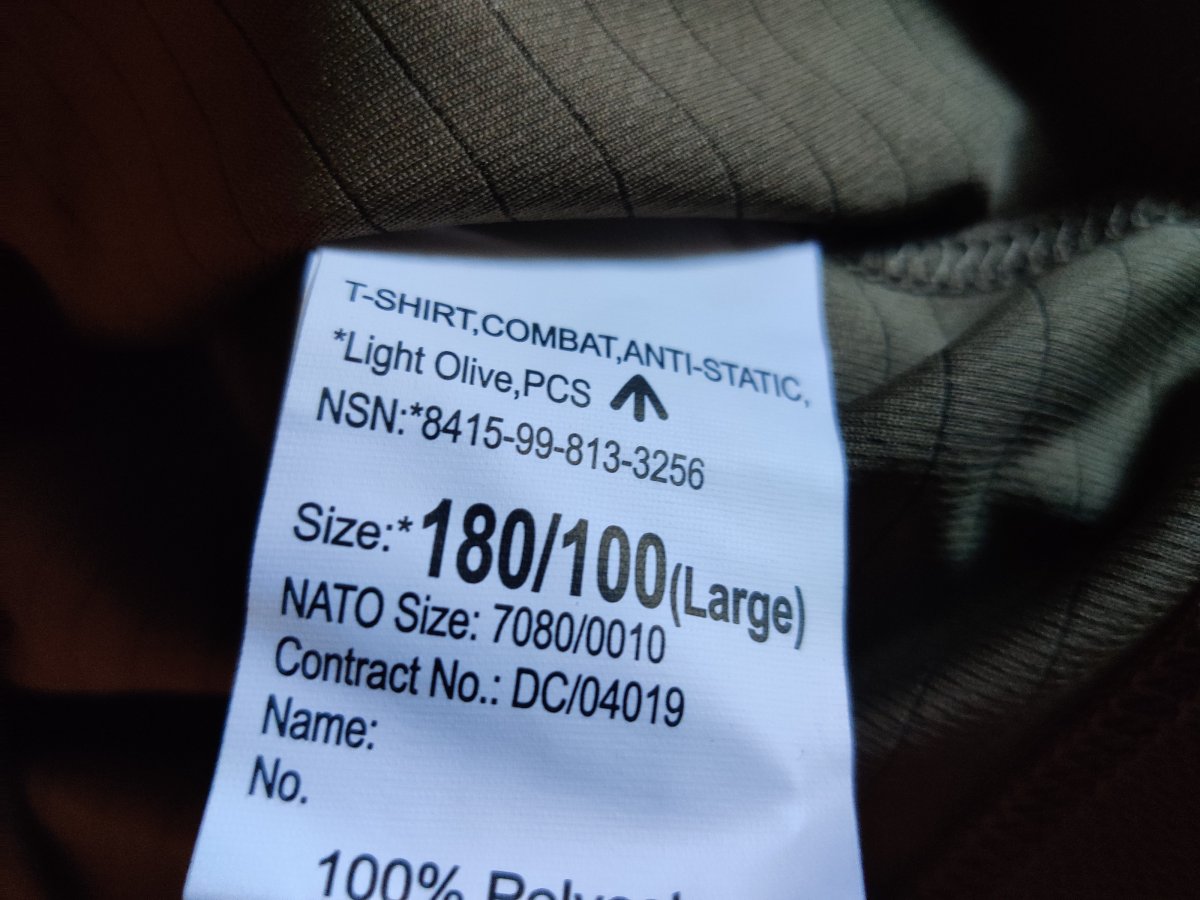 T-SHIRT,COMBAT,ANTI-STATIC,
*Light Olive,PCS
NSN:*8415-99-813-3256
Size:*180/100(Large)
NATO Size: 7080/0010
Contract No.: DC/04019
Name:
No.
100%